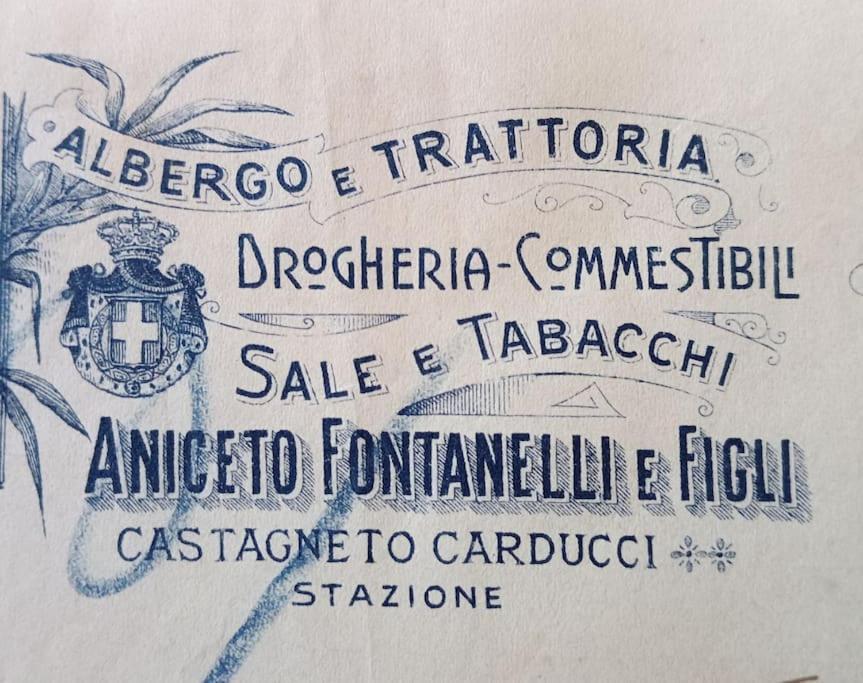 ALBERGO E TRATTORIA.
DROGHERIA-COMMESTIBILI
SALE E TABACCHI
ANICETO FONTANELLI E FIGLI
CASTAGNETO CARDUCCI
STAZIONE